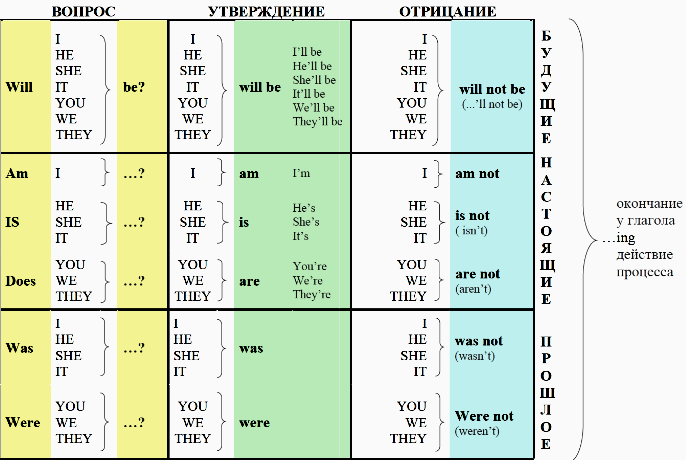 ВОПРОС УТВЕРЖДЕНИЕ ОТРИЦАНИЕ
Will
I
HE
SHE
IT
YOU
WE
THEY
be?
I
HE
SHE
IT
YOU
WE
THEY
will be
I'll be
He'll be
She'll be
It'll be
We'll be
They'll be
I
HE
SHE
IT
YOU
WE
THEY
will not be
(...'ll not be)
БУДУЩИЕ
Am
I
…?
I
am
I'm
I
am not
IS
HE
SHE
IT
…?
HE
SHE
IT
is
He's
She's
It's
HE
SHE
IT
is not
( isn't)
Does
YOU
WE
THEY
…?
YOU
WE
THEY
are
You're
We're
They're
YOU
WE
THEY
are not
(aren't)
НАСТОЯЩИЕ
Was
I
HE
SHE
IT
…?
I
HE
SHE
IT
was
I
HE
SHE
IT
was not
(wasn't)
Were
YOU
WE
THEY
…?
YOU
WE
THEY
were
YOU
WE
THEY
Were not
(weren't)
ПРОШЛОЕ
окончание
у глагола
…ing
действие
процесса